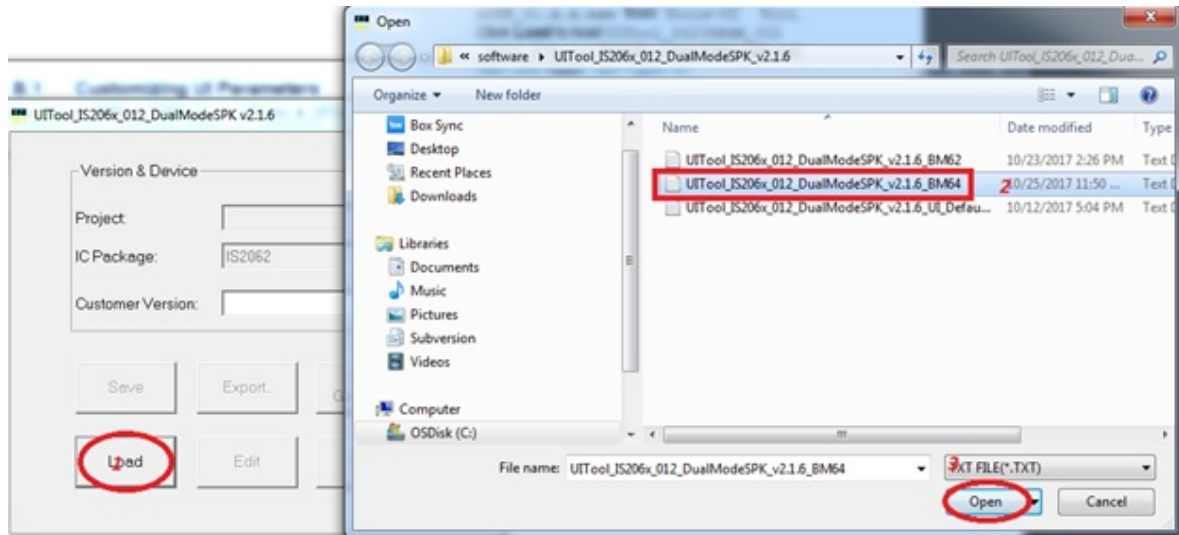 B.1 Customizing UI Parameters
UITool_IS206x_012_DualModeSPK v2.1.6
Version & Device
Project:
IC Package: IS2062
Customer Version:
Save Export..
1
Load Edit
Open
« software ▸ UITool_IS206x_012_DualModeSPK_v2.1.6
Search UITool_IS206x_012_Dua...
Organize New folder
Box Sync
Desktop
Recent Places
Downloads
Libraries
Documents
Music
Pictures
Subversion
Videos
Computer
OSDisk (C:)
Name Date modified Type
UITool_IS206x_012_DualModeSPK_v2.1.6_BM62 10/23/2017 2:26 PM Text D
UITool_IS206x_012_DualModeSPK_v2.1.6_BM64 2 10/25/2017 11:50 ... Text D
UITool_IS206x_012_DualModeSPK_v2.1.6_UI_Defau... 10/12/2017 5:04 PM Text D
File name: UITool_IS206x_012_DualModeSPK_v2.1.6_BM64
3
TXT FILE(*.TXT)
Open Cancel